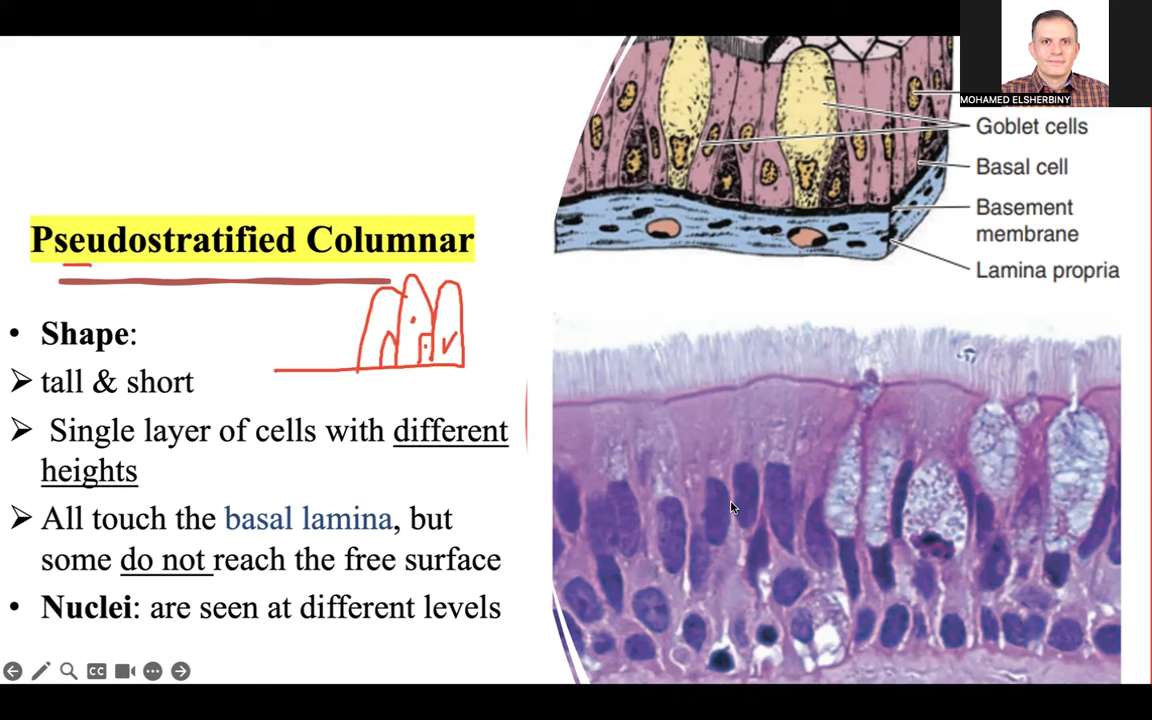 MOHAMED ELSHERBINY
Goblet cells
Basal cell
Basement
membrane
Lamina propria
Pseudostratified Columnar
• Shape:
➢ tall & short
➢ Single layer of cells with different
heights
➢ All touch the basal lamina, but
some do not reach the free surface
• Nuclei: are seen at different levels
CC